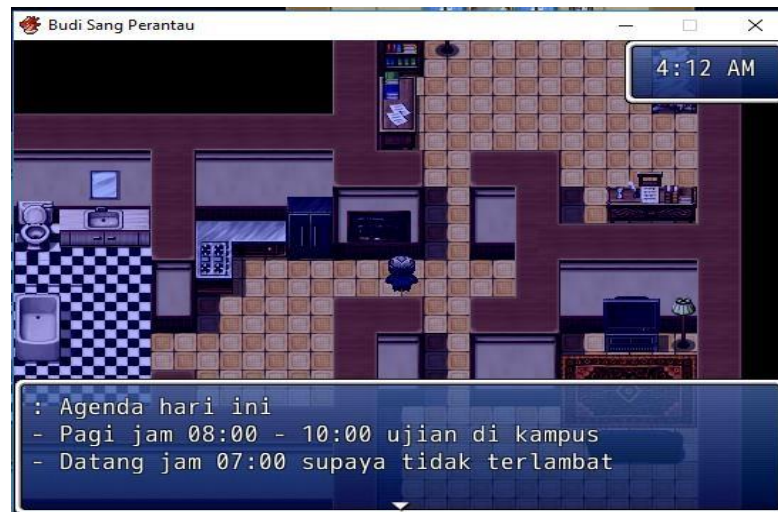 Budi Sang Perantau
4:12 AM
: Agenda hari ini
- Pagi jam 08:00 - 10:00 ujian di kampus
- Datang jam 07:00 supaya tidak terlambat